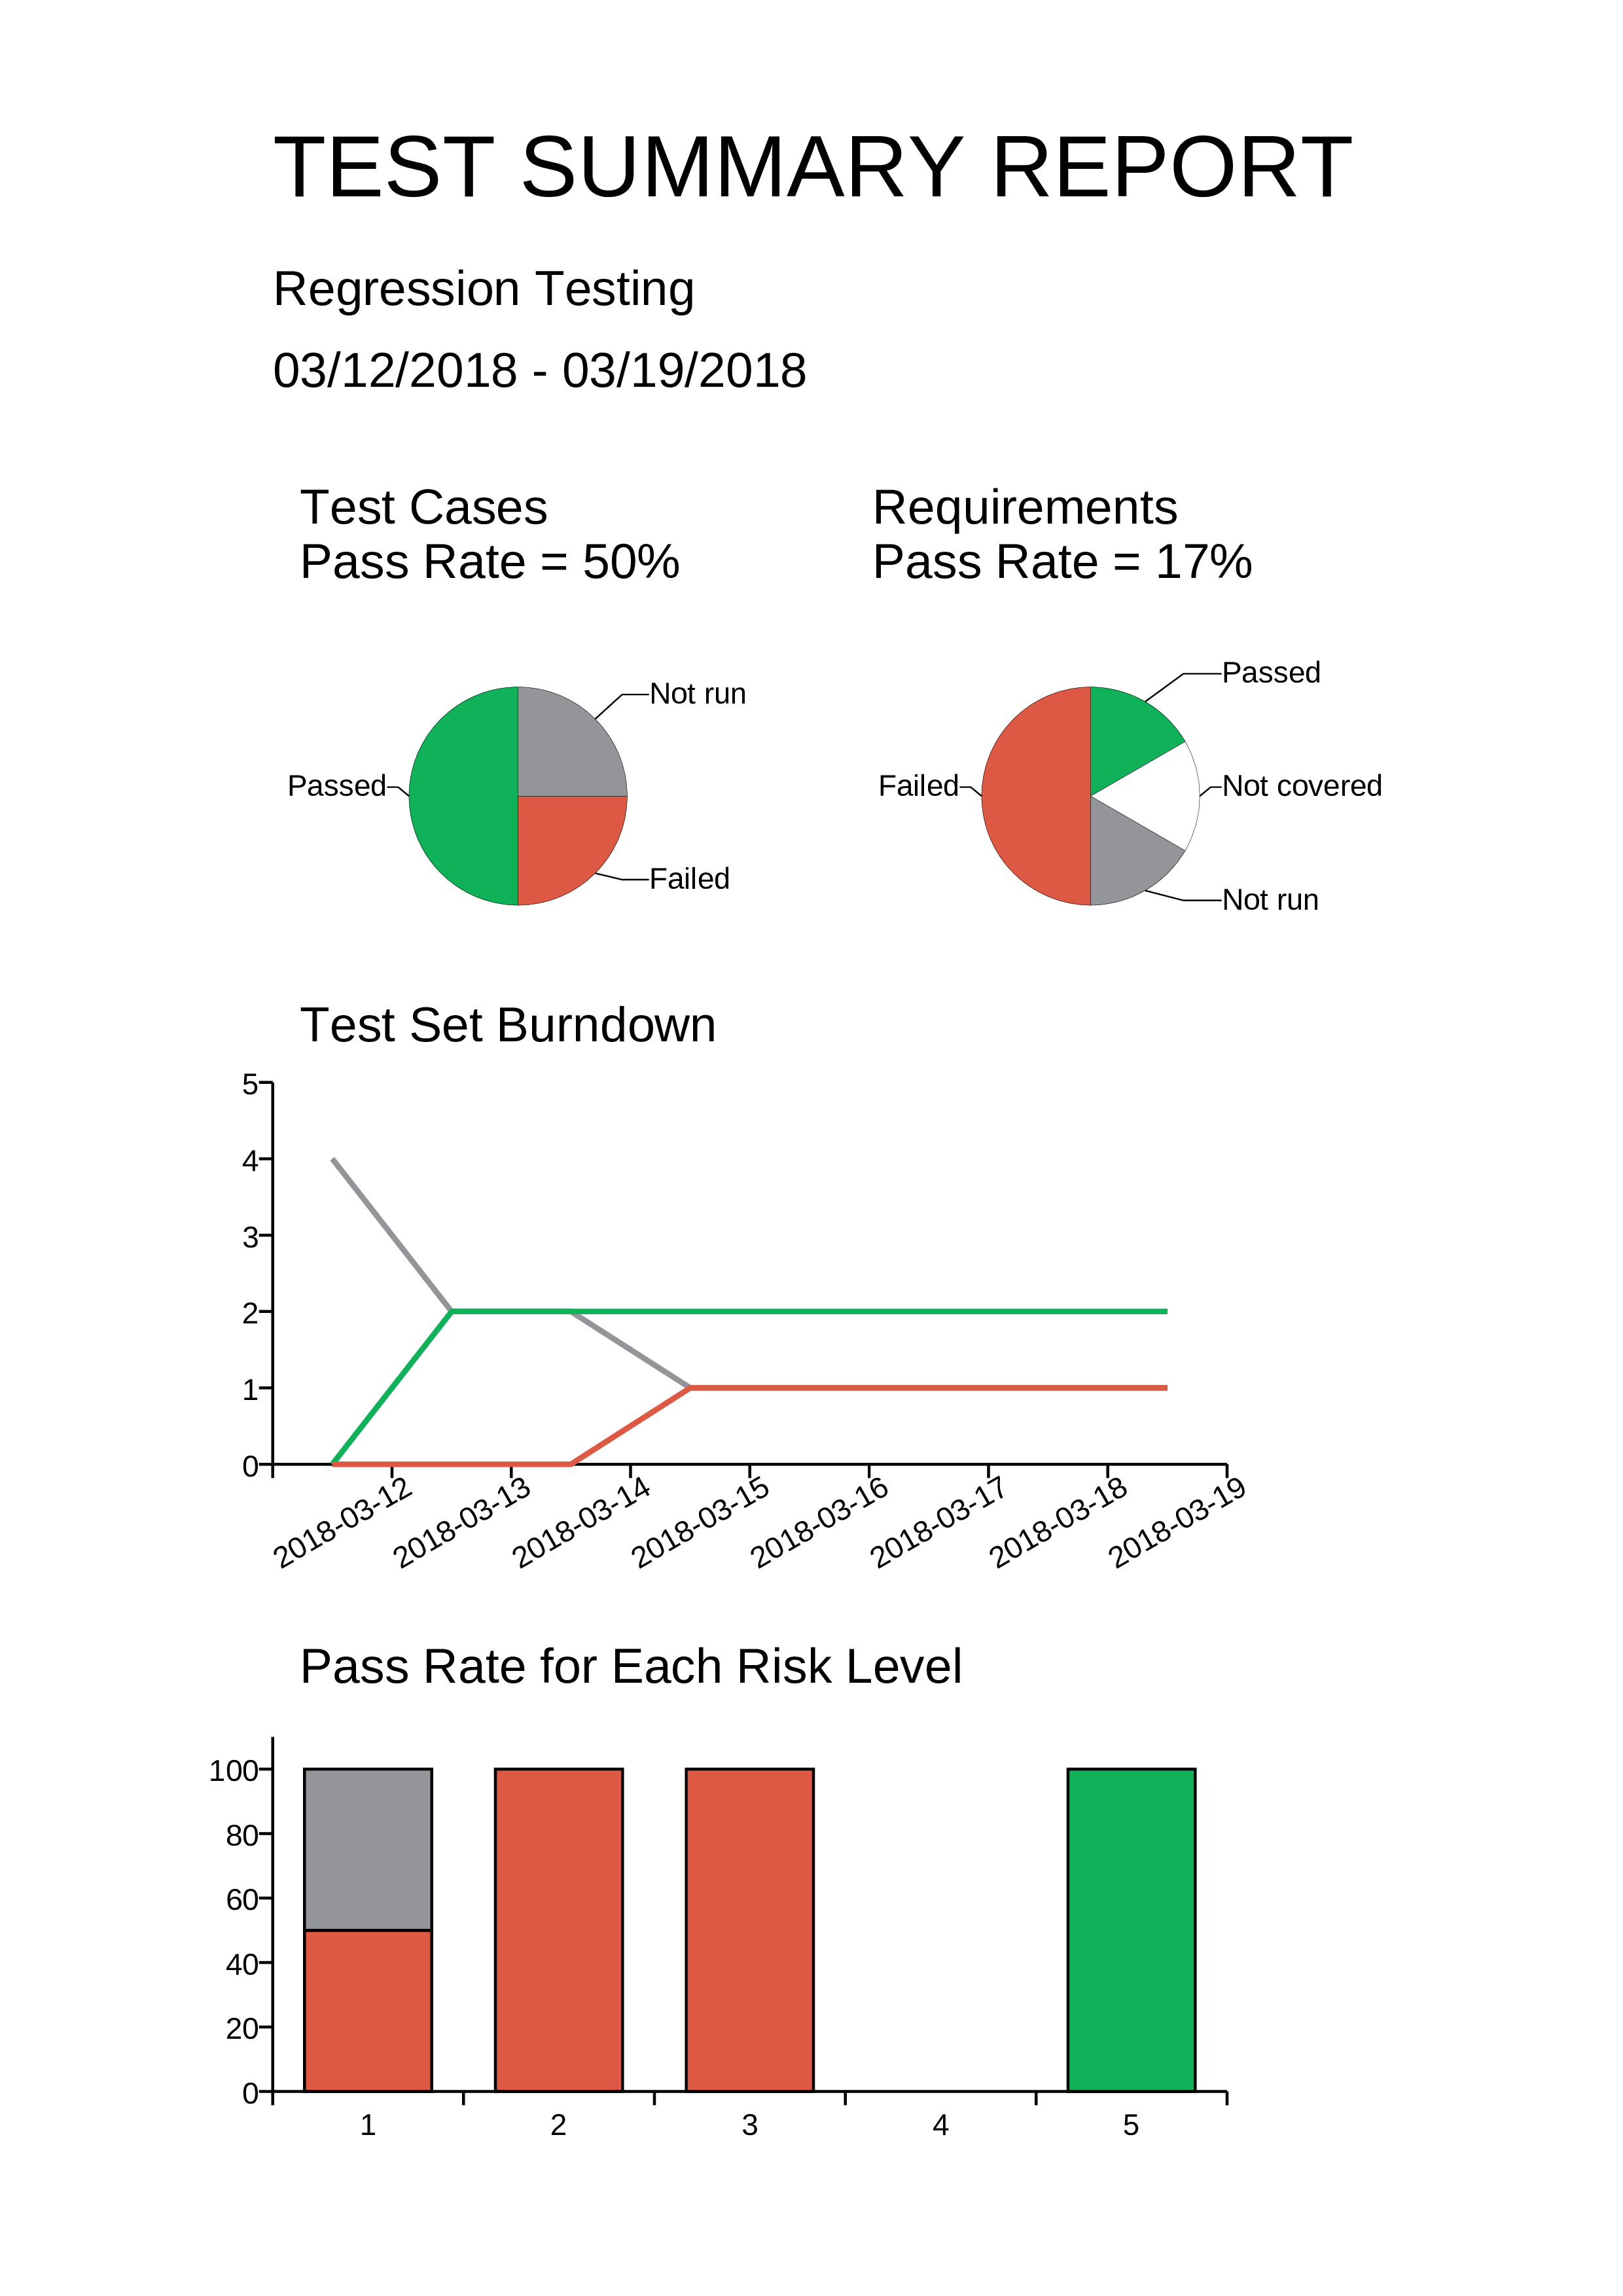 TEST SUMMARY REPORT
Regression Testing
03/12/2018 - 03/19/2018
Test Cases
Pass Rate = 50%
Requirements
Pass Rate = 17%
Not run
Passed
Failed
Passed
Failed
Not covered
Not run
Test Set Burndown
5
4
3
2
1
0
2018-03-12
2018-03-13
2018-03-14
2018-03-15
2018-03-16
2018-03-17
2018-03-18
2018-03-19
Pass Rate for Each Risk Level
100
80
60
40
20
0
1
2
3
4
5